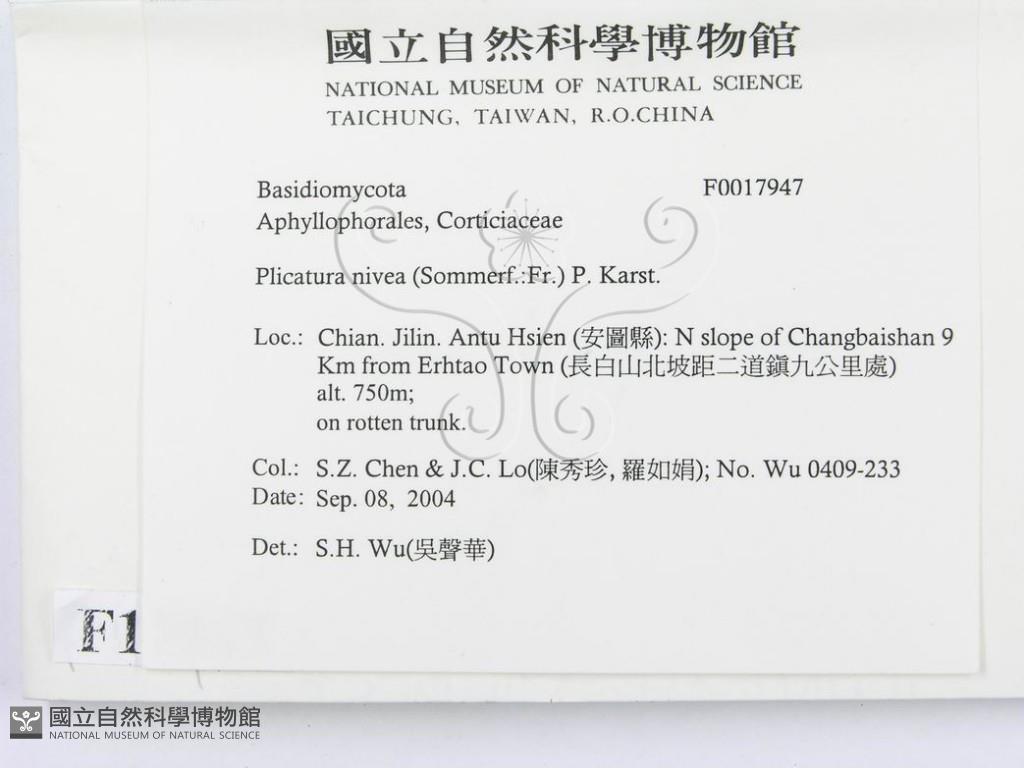 國立自然科學博物館
NATIONAL MUSEUM OF NATURAL SCIENCE
TAICHUNG, TAIWAN, R.O.CHINA
Basidiomycota F0017947
Aphyllophorales, Corticiaceae
Plicatura nivea (Sommerf.:Fr.) P. Karst.
Loc.: Chian. Jilin. Antu Hsien (安圖縣): N slope of Changbaishan 9
Km from Erhtao Town (長白山北坡距二道鎮九公里處)
alt. 750m;
on rotten trunk.
Col.: S.Z. Chen & J.C. Lo(陳秀珍, 羅如娟); No. Wu 0409-233
Date: Sep. 08, 2004
Det.: S.H. Wu(吳聲華)
F1
國立自然科學博物館
NATIONAL MUSEUM OF NATURAL SCIENCE